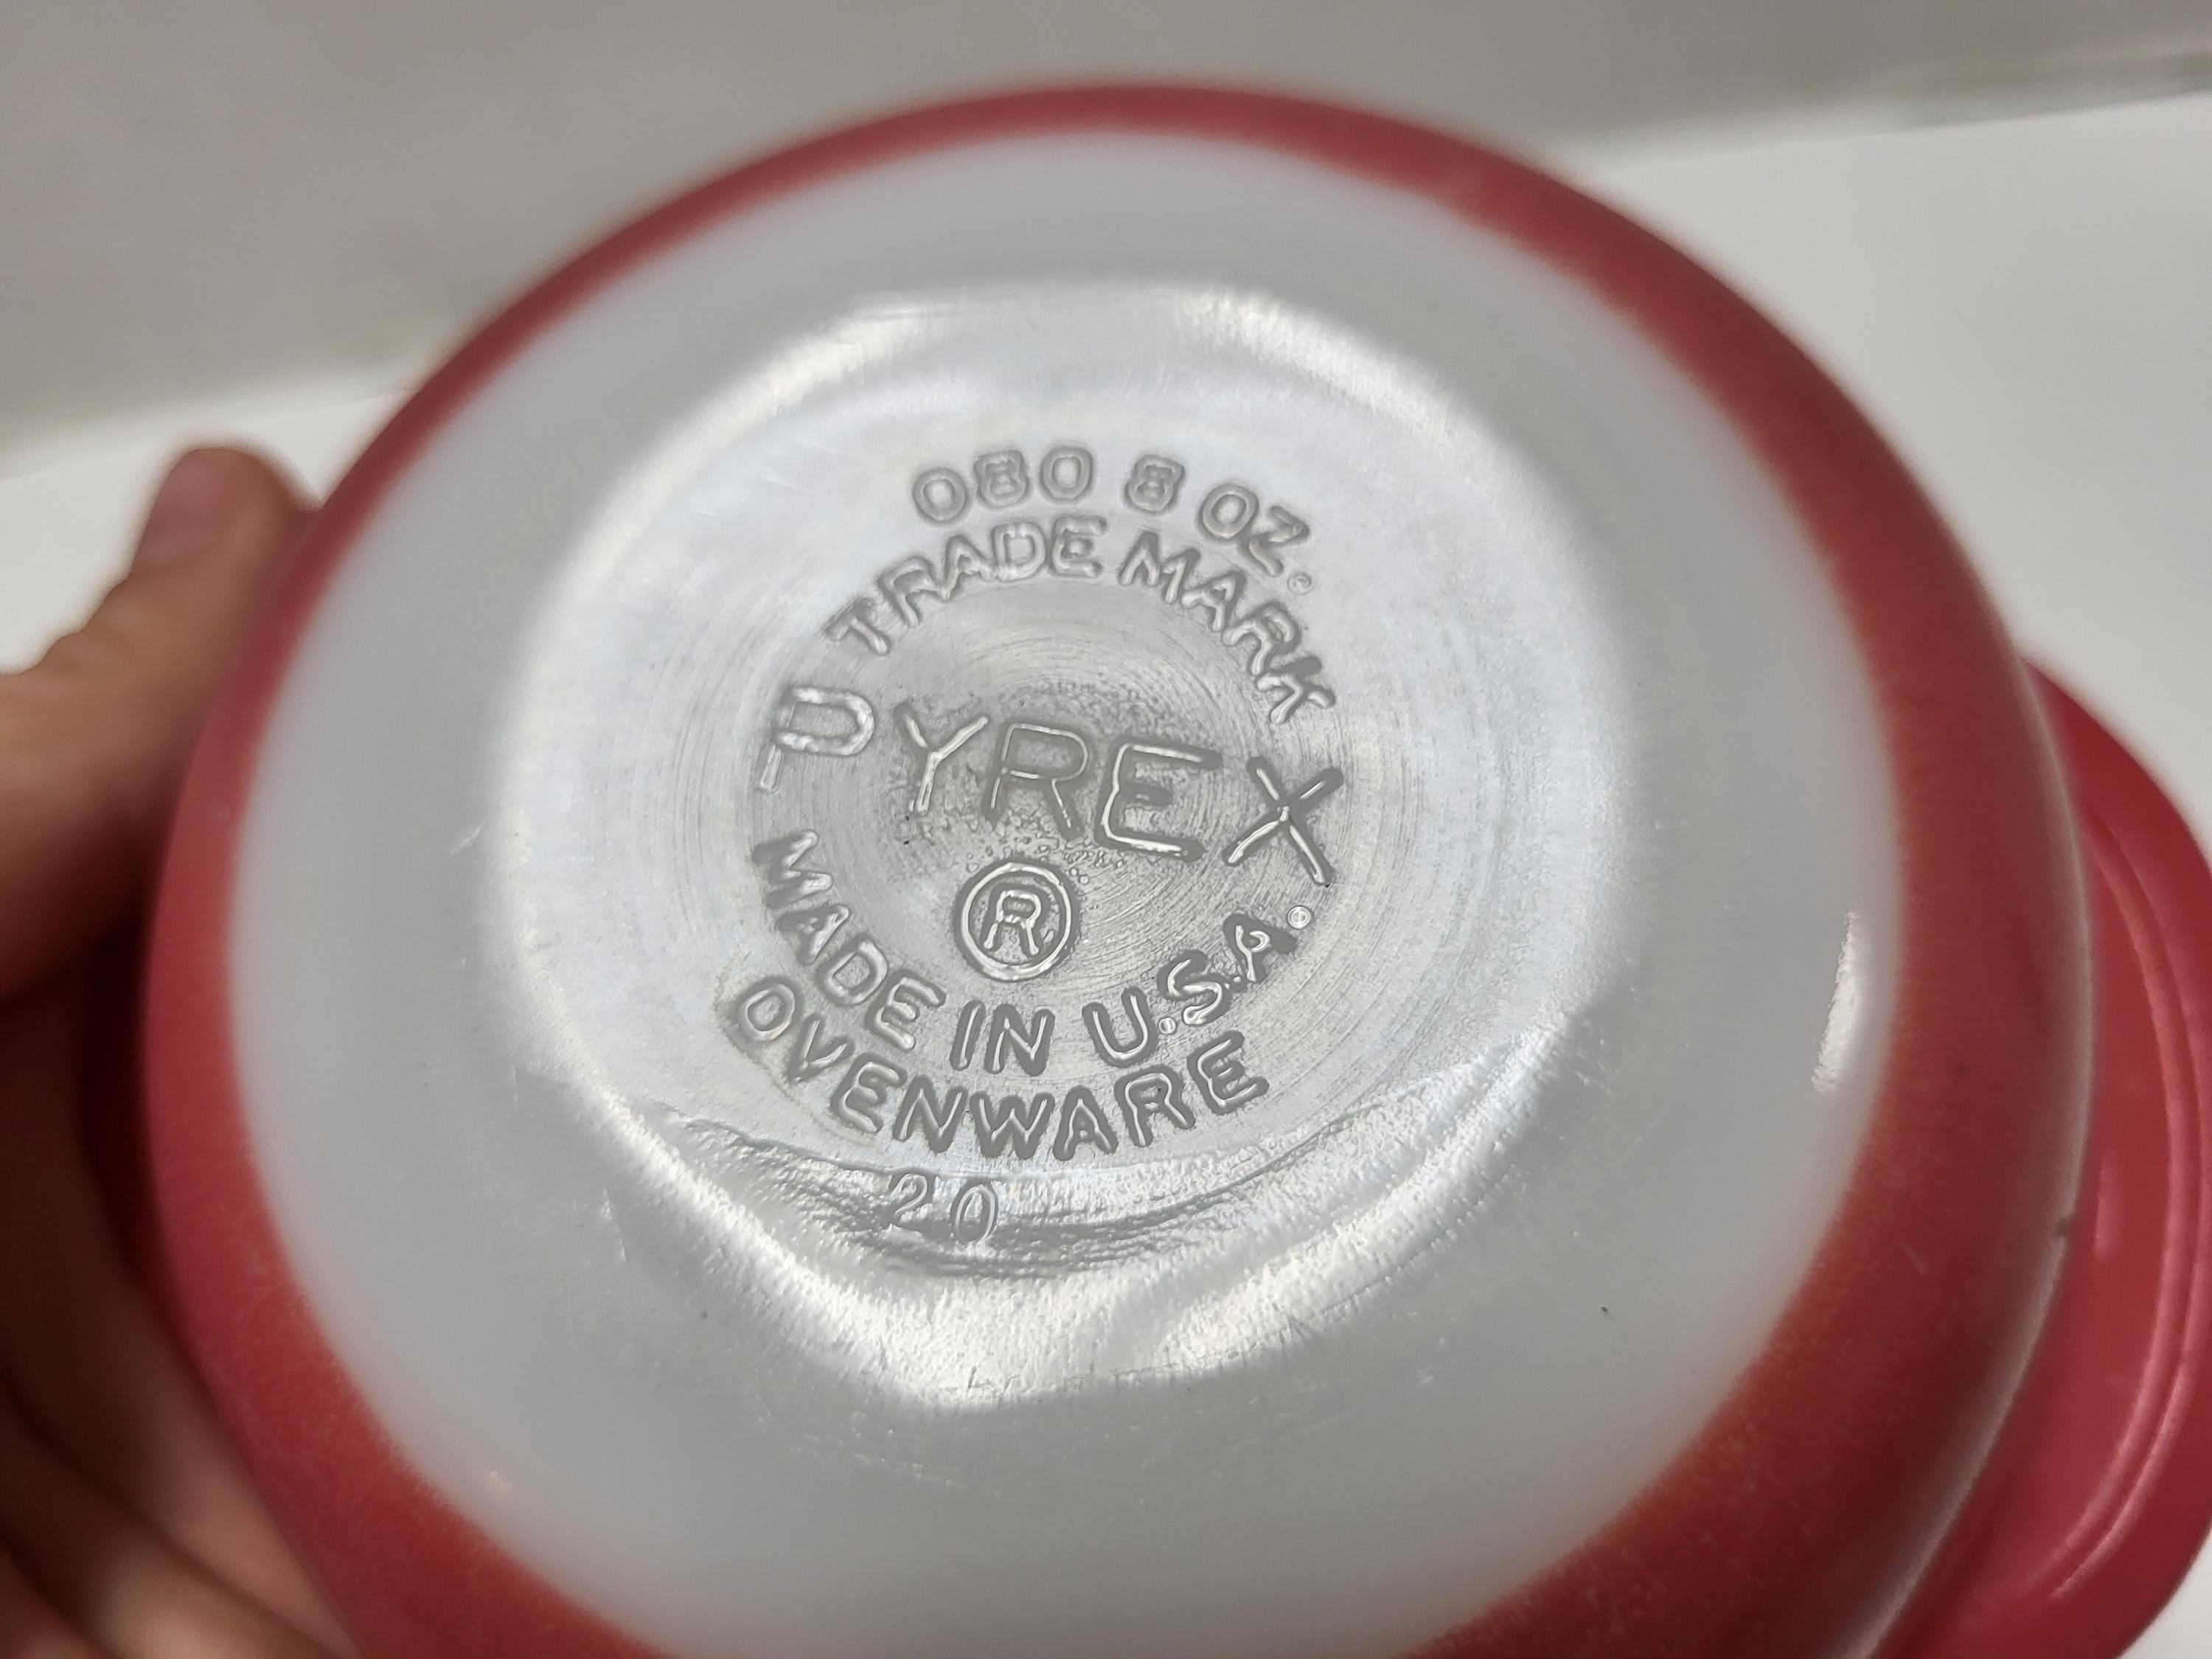 080 8 OZ.
TRADE MARK
PYREX
®
MADE IN U.S.A.
OVENWARE
20